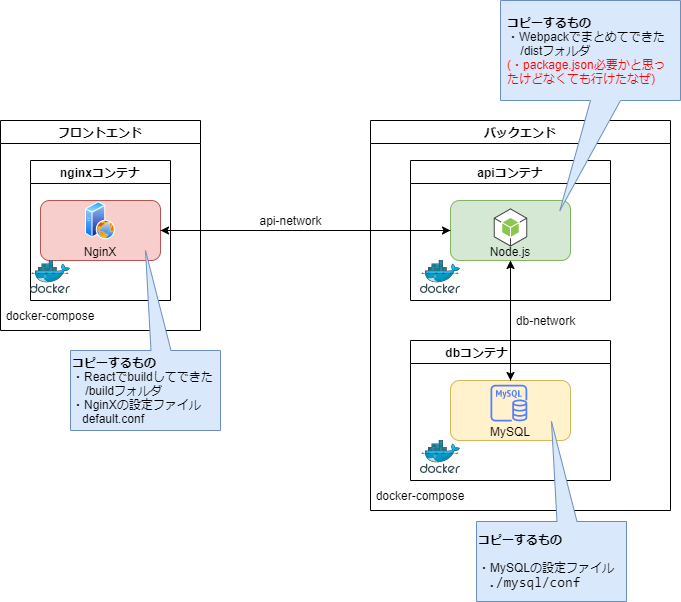 コピーするもの
・Webpackでまとめてできた
/distフォルダ
(・package.json必要かと思っ
たけどなくても行けたなぜ)
フロントエンド
バックエンド
nginxコンテナ
apiコンテナ
NginX
api-network
Node.js
docker
docker
docker-compose
db-network
コピーするもの
・Reactでbuildしてできた
/buildフォルダ
・NginXの設定ファイル
default.conf
dbコンテナ
MySQL
MySQL
docker
docker-compose
コピーするもの
・MySQLの設定ファイル
./mysql/conf